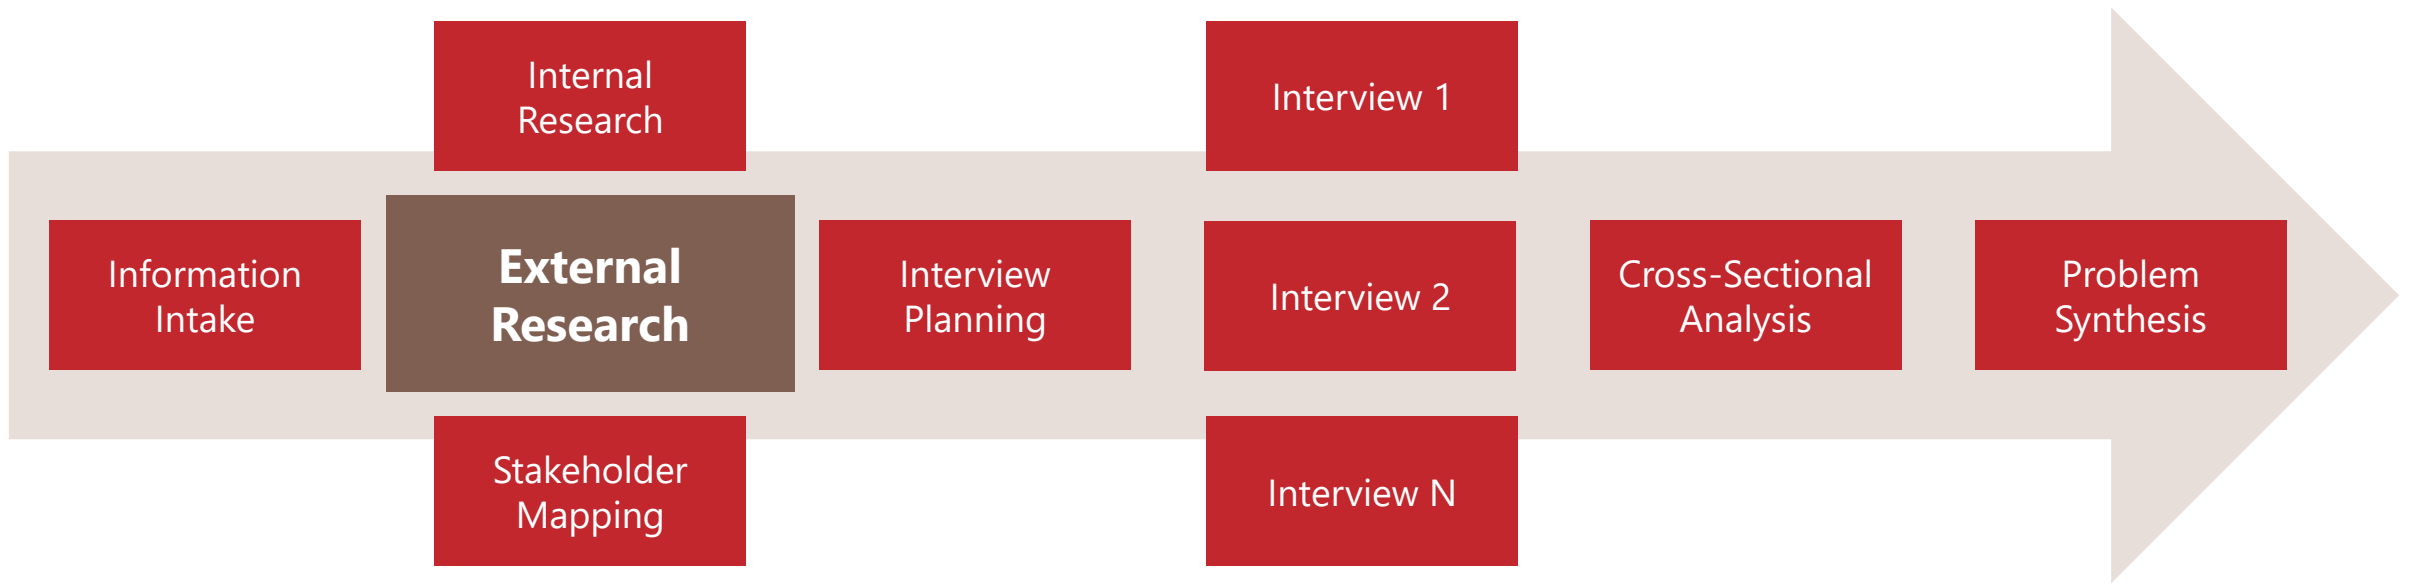 Internal
Research
Interview 1
Information
Intake
External
Research
Interview
Planning
Interview 2
Cross-Sectional
Analysis
Problem
Synthesis
Stakeholder
Mapping
Interview N